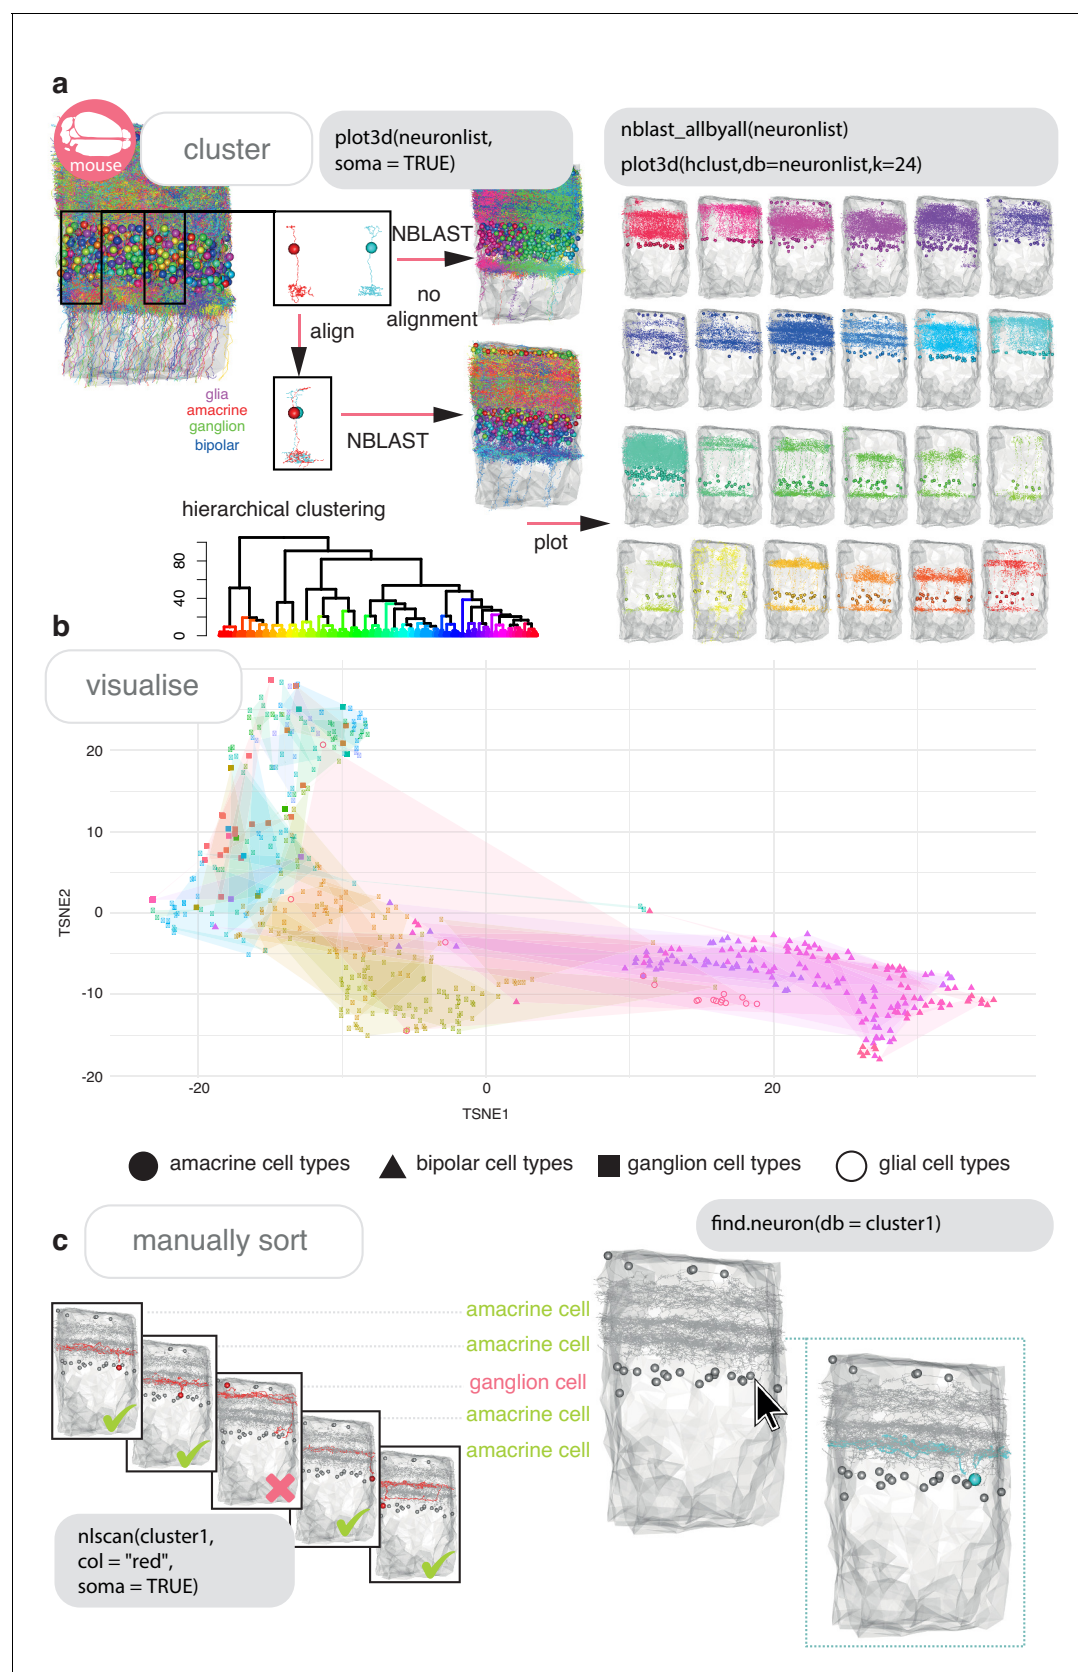 a
mouse
cluster
plot3d(neuronlist,
soma = TRUE)
nblast_allbyall(neuronlist)
plot3d(hclust,db=neuronlist,k=24)
NBLAST
no
alignment
align
glia
amacrine
ganglion
bipolar
NBLAST
hierarchical clustering
plot
80
40
0
b
visualise
20
10
0
-10
-20
TSNE2
-20
0
20
TSNE1
amacrine cell types
bipolar cell types
ganglion cell types
glial cell types
c
manually sort
find.neuron(db = cluster1)
amacrine cell
amacrine cell
ganglion cell
amacrine cell
amacrine cell
nlscan(cluster1,
col = "red",
soma = TRUE)